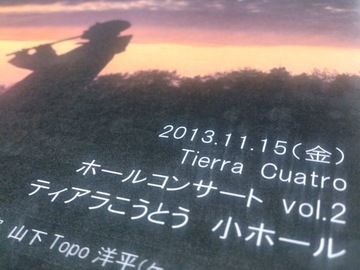 2013.11.15(金)
Tierra Cuatro
ホールコンサート vol.2
ティアラこうとう 小ホール
山下Topo洋平(ケ